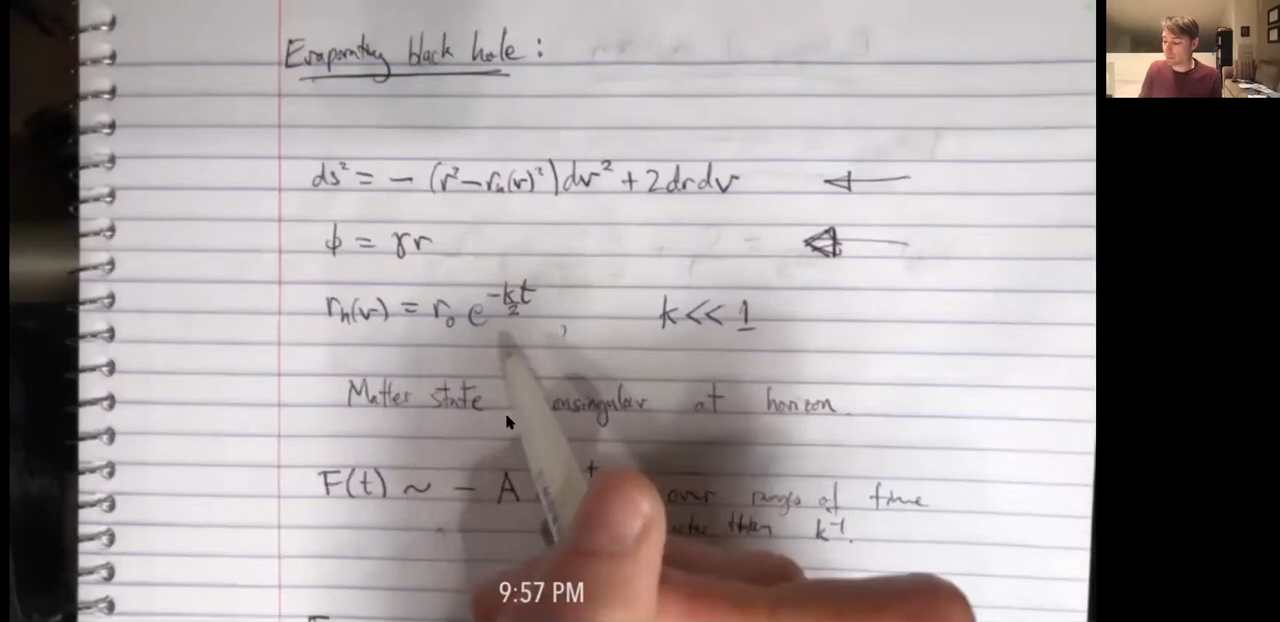 Evaporating black hole:
ds² = - (r² - rₕ(v)²) dv² + 2drdv
ϕ = γr
rₕ(v) = r₀ e^{-kt/2}, k << 1
Matter state at horizon.
F(t) ~ - A over range of time
than k⁻¹.
9:57 PM